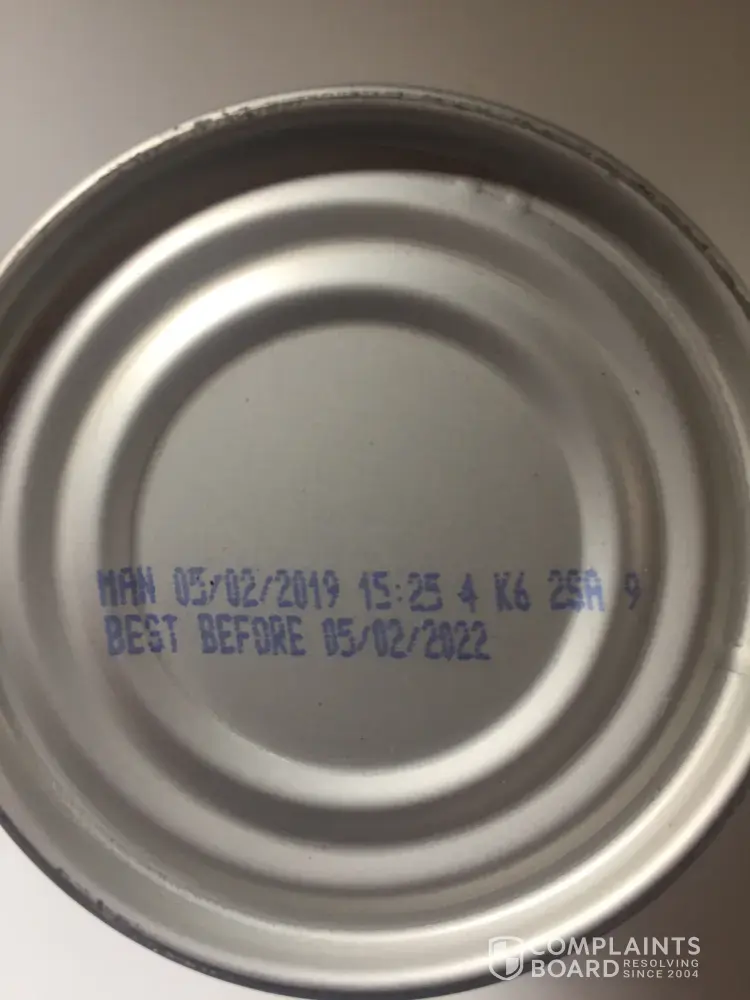 MAN 05/02/2019 15:25 4 K6 2SA 9
BEST BEFORE 05/02/2022
COMPLAINTS
BOARD RESOLVING SINCE 2004